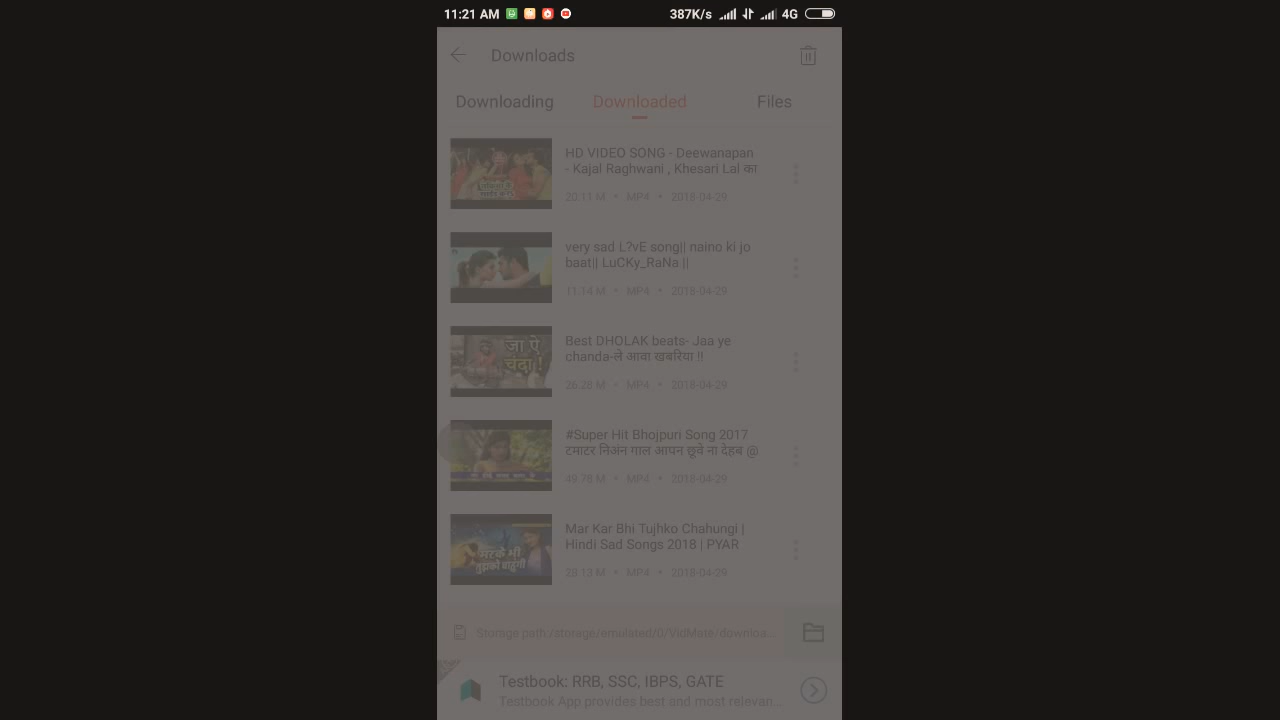 11:21 AM 387K/s 4G
Downloads
Downloading Downloaded Files
HD VIDEO SONG - Deewanapan
- Kajal Raghwani , Khesari Lal का
20.11 M • MP4 • 2018-04-29
very sad L?vE song|| naino ki jo
baat|| LuCKy_RaNa ||
11.14 M • MP4 • 2018-04-29
जा ऐ
चंदा !
Best DHOLAK beats- Jaa ye
chanda-ले आवा खबरिया !!
26.28 M • MP4 • 2018-04-29
#Super Hit Bhojpuri Song 2017
टमाटर निअंन गाल आपन छूवे ना देहब @
49.78 M • MP4 • 2018-04-29
मरके भी
तुझको चाहूंगी
Mar Kar Bhi Tujhko Chahungi |
Hindi Sad Songs 2018 | PYAR
29.13 M • MP4 • 2018-04-29
Storage path:/storage/emulated/0/VidMate/downloa...
Testbook: RRB, SSC, IBPS, GATE
Testbook App provides best and most relevan...